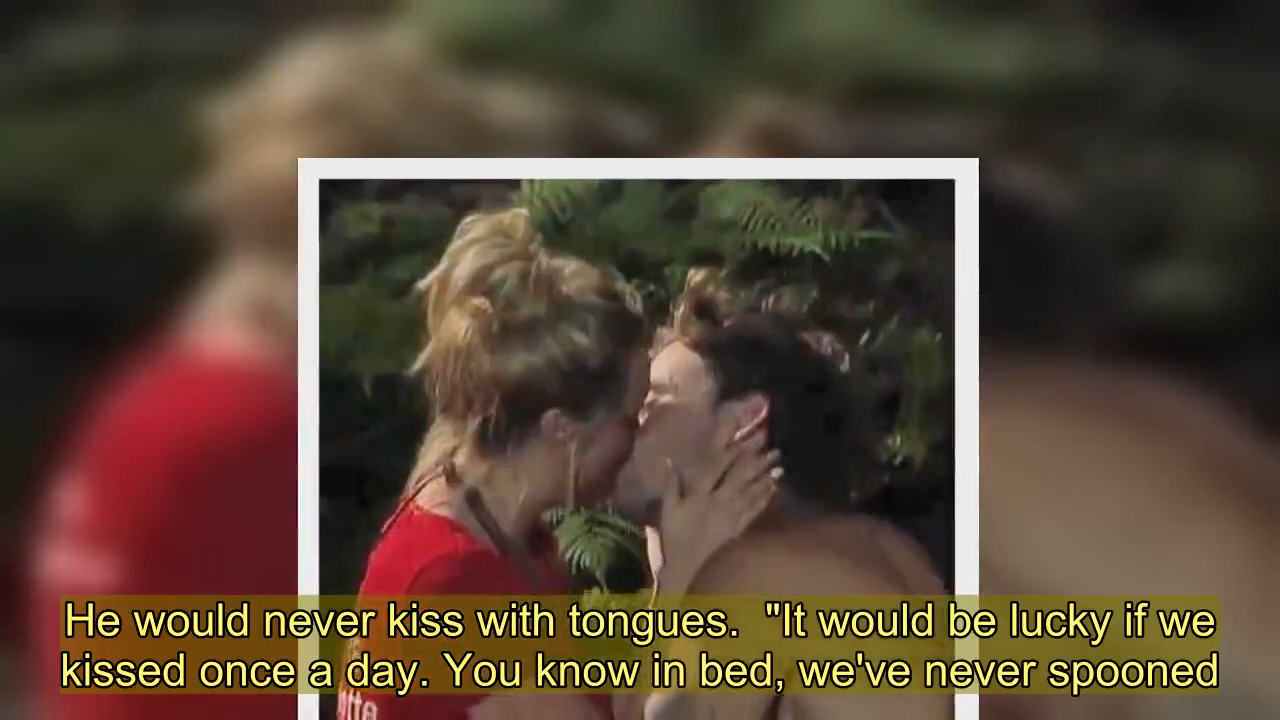 He would never kiss with tongues.  "It would be lucky if we
kissed once a day. You know in bed, we've never spooned